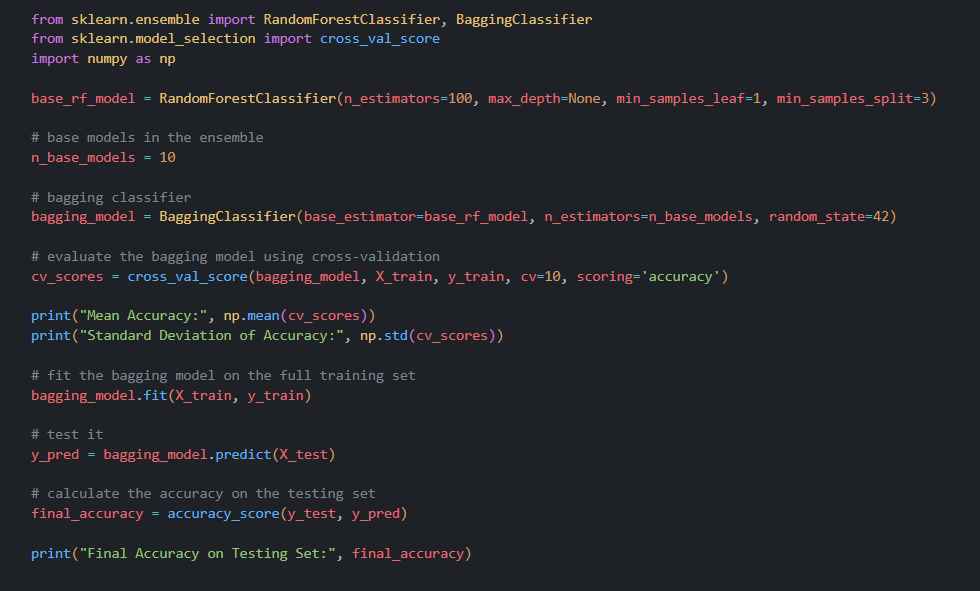 from sklearn.ensemble import RandomForestClassifier, BaggingClassifier
from sklearn.model_selection import cross_val_score
import numpy as np
base_rf_model = RandomForestClassifier(n_estimators=100, max_depth=None, min_samples_leaf=1, min_samples_split=3)
# base models in the ensemble
n_base_models = 10
# bagging classifier
bagging_model = BaggingClassifier(base_estimator=base_rf_model, n_estimators=n_base_models, random_state=42)
# evaluate the bagging model using cross-validation
cv_scores = cross_val_score(bagging_model, X_train, y_train, cv=10, scoring='accuracy')
print("Mean Accuracy:", np.mean(cv_scores))
print("Standard Deviation of Accuracy:", np.std(cv_scores))
# fit the bagging model on the full training set
bagging_model.fit(X_train, y_train)
# test it
y_pred = bagging_model.predict(X_test)
# calculate the accuracy on the testing set
final_accuracy = accuracy_score(y_test, y_pred)
print("Final Accuracy on Testing Set:", final_accuracy)